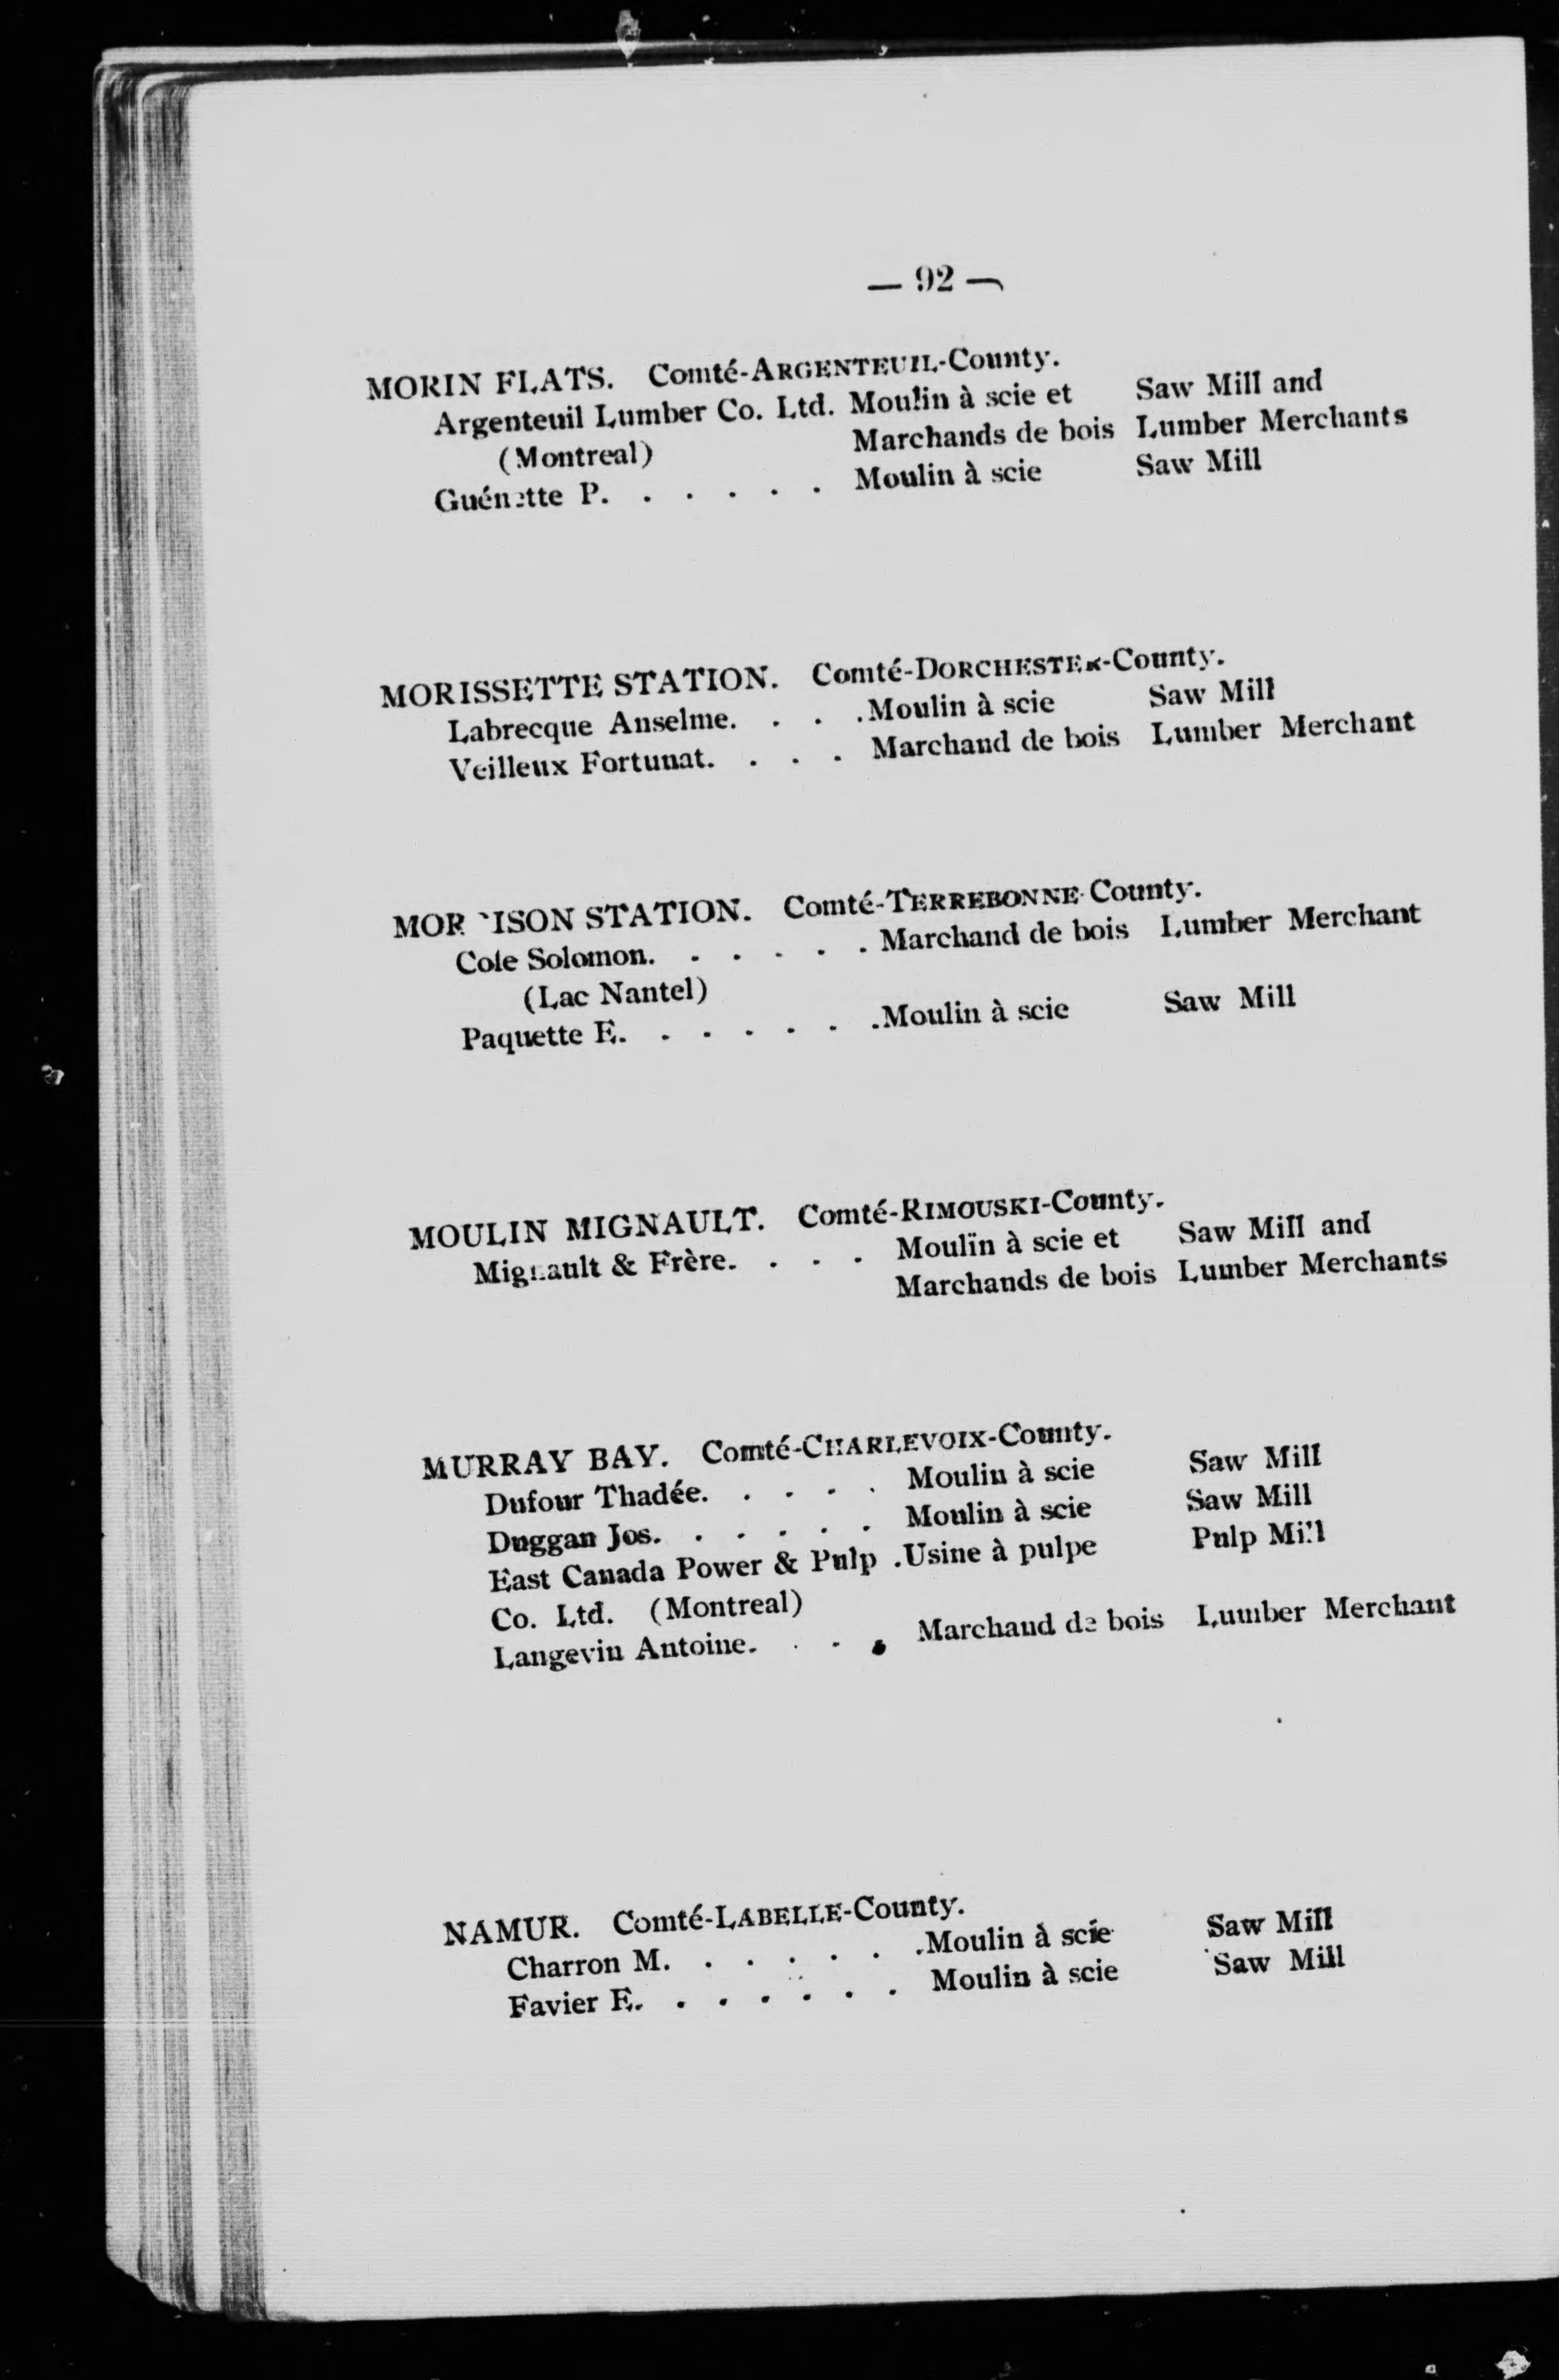 — 92 —
MORIN FLATS. Comté-ARGENTEUIL-County.
Argenteuil Lumber Co. Ltd. Moulin à scie et Saw Mill and
(Montreal) Marchands de bois Lumber Merchants
Guénette P. . . . . . Moulin à scie Saw Mill
MORISSETTE STATION. Comté-DORCHESTER-County.
Labrecque Anselme. . . .Moulin à scie Saw Mill
Veilleux Fortunat. . . . Marchand de bois Lumber Merchant
MOR ISON STATION. Comté-TERREBONNE-County.
Cole Solomon. . . . . . Marchand de bois Lumber Merchant
(Lac Nantel)
Paquette E. . . . . . .Moulin à scie Saw Mill
MOULIN MIGNAULT. Comté-RIMOUSKI-County.
Mignault & Frère. . . . Moulin à scie et Saw Mill and
Marchands de bois Lumber Merchants
MURRAY BAY. Comté-CHARLEVOIX-County.
Dufour Thadée. . . . . Moulin à scie Saw Mill
Duggan Jos. . . . . . Moulin à scie Saw Mill
East Canada Power & Pulp .Usine à pulpe Pulp Mill
Co. Ltd. (Montreal)
Langevin Antoine. . . . Marchand de bois Lumber Merchant
NAMUR. Comté-LABELLE-County.
Charron M. . . . . . .Moulin à scie Saw Mill
Favier E. . . . . . . Moulin à scie Saw Mill